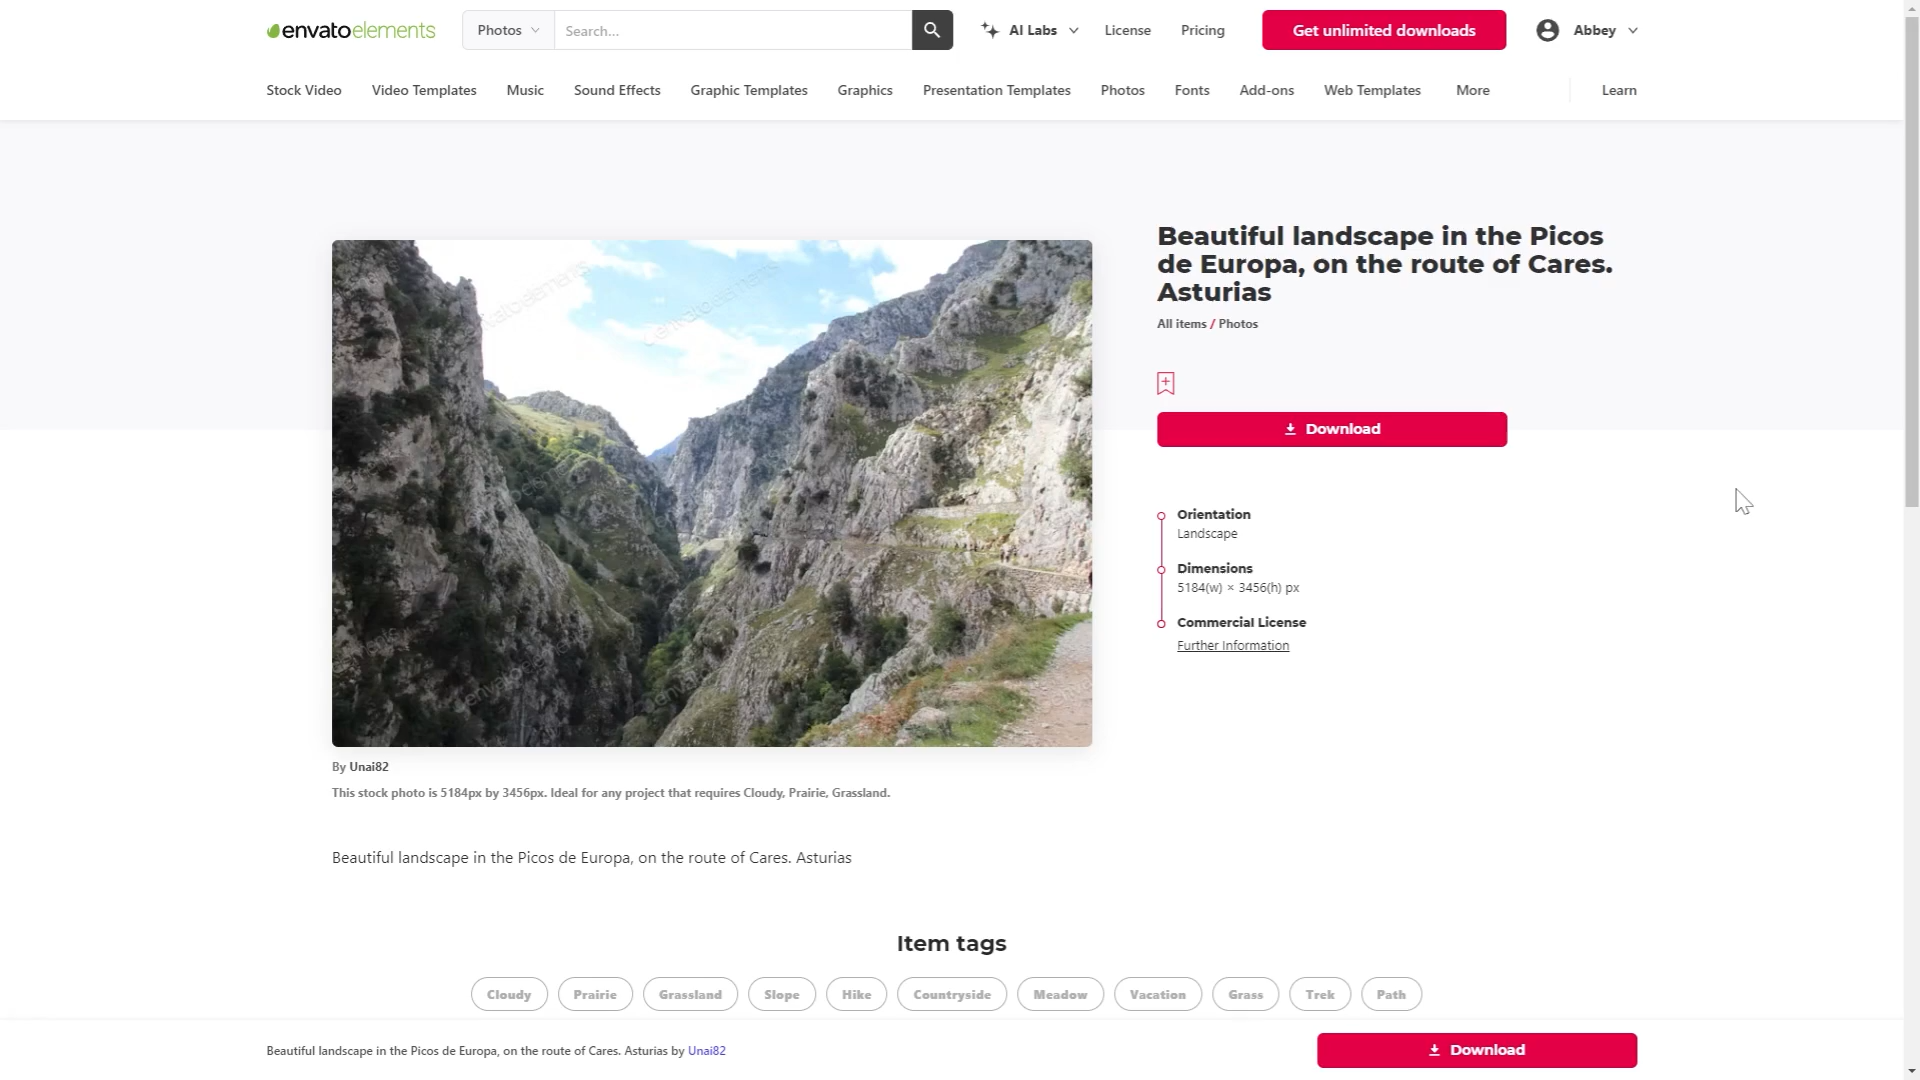 envatoelements
Photos
Search...
AI Labs
License
Pricing
Get unlimited downloads
Abbey
Stock Video
Video Templates
Music
Sound Effects
Graphic Templates
Graphics
Presentation Templates
Photos
Fonts
Add-ons
Web Templates
More
Learn
Beautiful landscape in the Picos
de Europa, on the route of Cares.
Asturias
All items / Photos
Download
Orientation
Landscape
Dimensions
5184(w) × 3456(h) px
Commercial License
Further Information
envatoelements
envatoelements
By Unai82
This stock photo is 5184px by 3456px. Ideal for any project that requires Cloudy, Prairie, Grassland.
Beautiful landscape in the Picos de Europa, on the route of Cares. Asturias
Item tags
Cloudy
Prairie
Grassland
Slope
Hike
Countryside
Meadow
Vacation
Grass
Trek
Path
Beautiful landscape in the Picos de Europa, on the route of Cares. Asturias by Unai82
Download